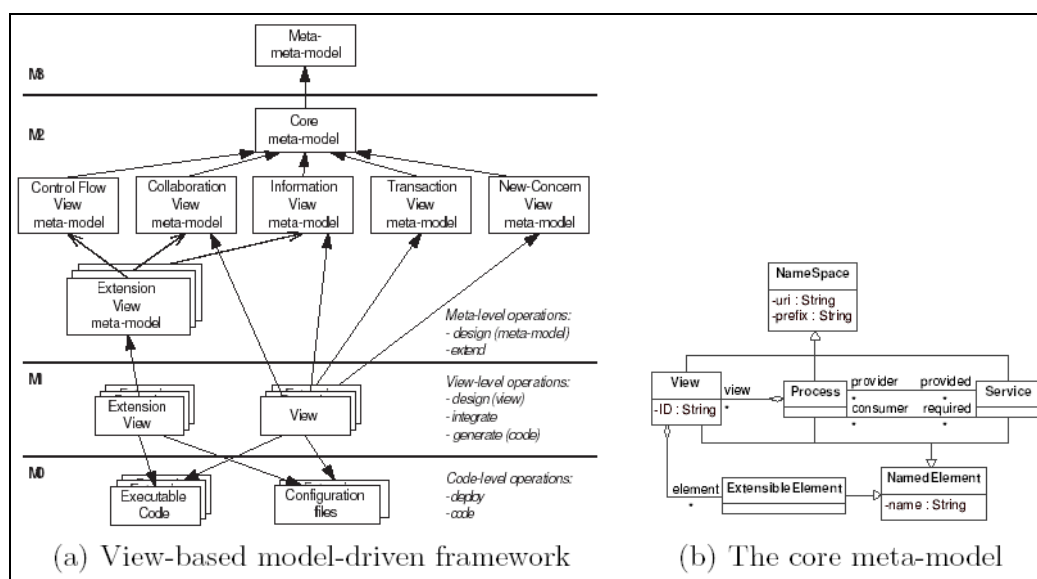 Meta-
meta-model
M3
Core
meta-model
M2
Control Flow
View
meta-model
Collaboration
View
meta-model
Information
View
meta-model
Transaction
View
meta-model
New-Concern
View
meta-model
Extension
View
meta-model
Meta-level operations:
- design (meta-model)
- extend
M1
Extension
View
View
View-level operations:
- design (view)
- integrate
- generate (code)
M0
Executable
Code
Configuration
files
Code-level operations:
- deploy
- code
(a) View-based model-driven framework
NameSpace
-uri : String
-prefix : String
View
-ID : String
view
*
Process
provider
*
provided
*
consumer
*
required
*
Service
element
*
ExtensibleElement
NamedElement
-name : String
(b) The core meta-model